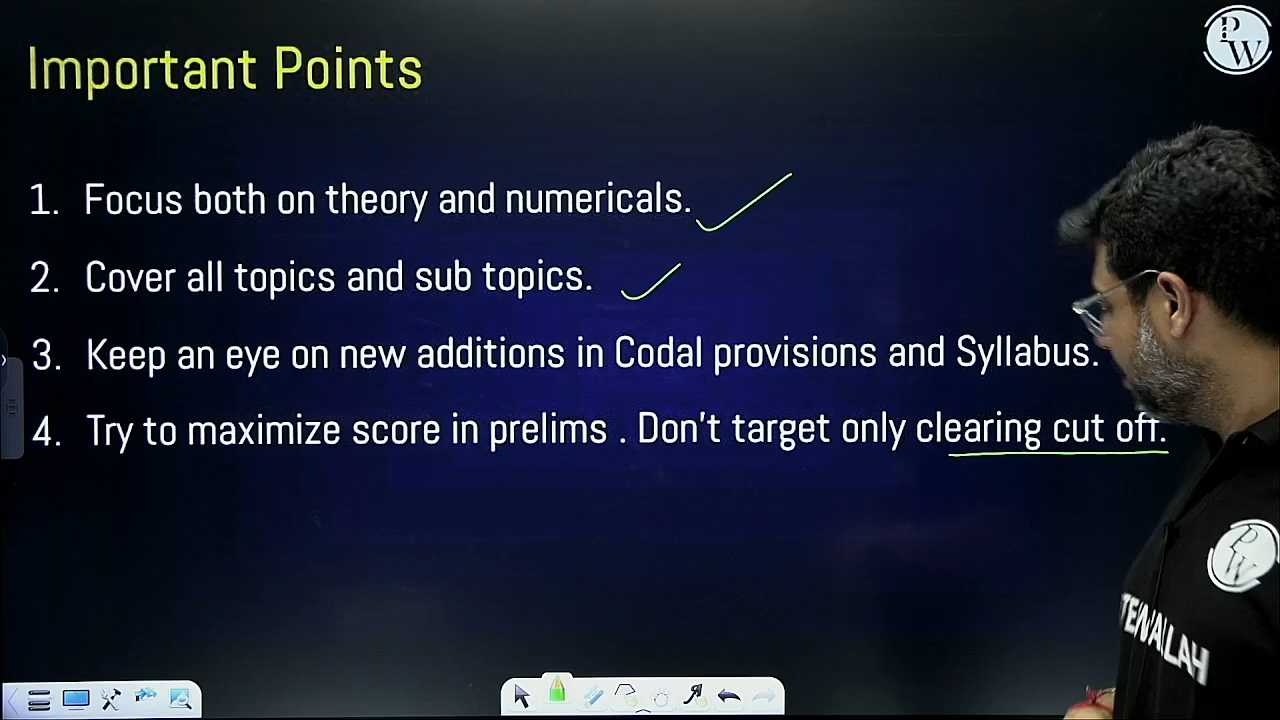 PW
Important Points
1. Focus both on theory and numericals.
2. Cover all topics and sub topics.
3. Keep an eye on new additions in Codal provisions and Syllabus.
4. Try to maximize score in prelims . Don't target only clearing cut off.
PW